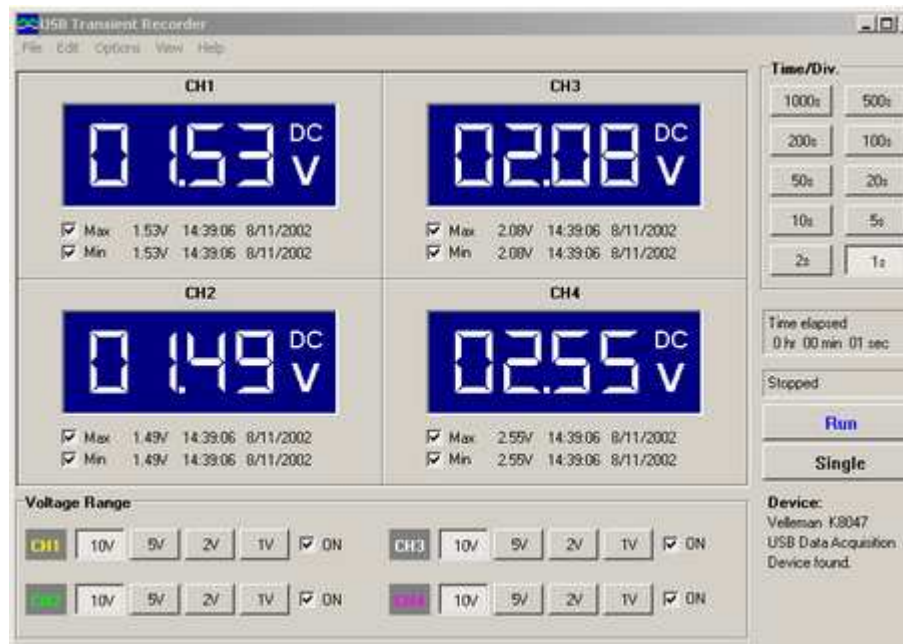 USB Transient Recorder
File Edit Options View Help
CH1
01.53 DC V
Max 1.53V 14:39:06 8/11/2002
Min 1.53V 14:39:06 8/11/2002
CH3
02.08 DC V
Max 2.08V 14:39:06 8/11/2002
Min 2.08V 14:39:06 8/11/2002
CH2
01.49 DC V
Max 1.49V 14:39:06 8/11/2002
Min 1.49V 14:39:06 8/11/2002
CH4
02.55 DC V
Max 2.55V 14:39:06 8/11/2002
Min 2.55V 14:39:06 8/11/2002
Time/Div.
1000s 500s
200s 100s
50s 20s
10s 5s
2s 1s
Time elapsed
0 hr 00 min 01 sec
Stopped
Run
Single
Voltage Range
CH1 10V 5V 2V 1V ON
CH3 10V 5V 2V 1V ON
CH2 10V 5V 2V 1V ON
CH4 10V 5V 2V 1V ON
Device:
Velleman K8047
USB Data Acquisition
Device found.